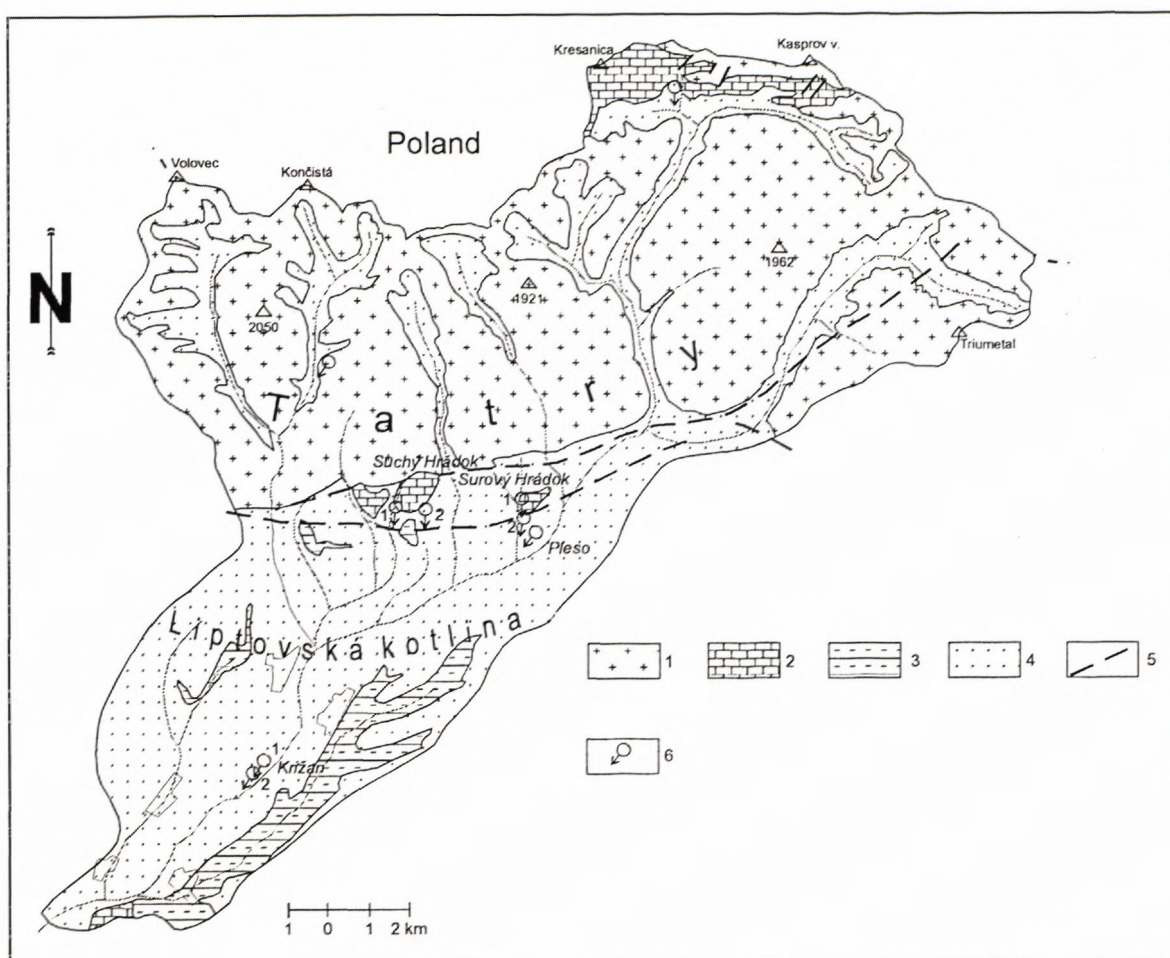 Kresanica
Kasprov v.
Poland
Volovec
Končistá
N
1962
1921
2050
Triumetal
T a t r y
Suchý Hrádok
Surový Hrádok
1
1
2
2
Pleso
Liptovská kotlina
1
2
3
4
5
6
1
Križan
2
1 0 1 2 km